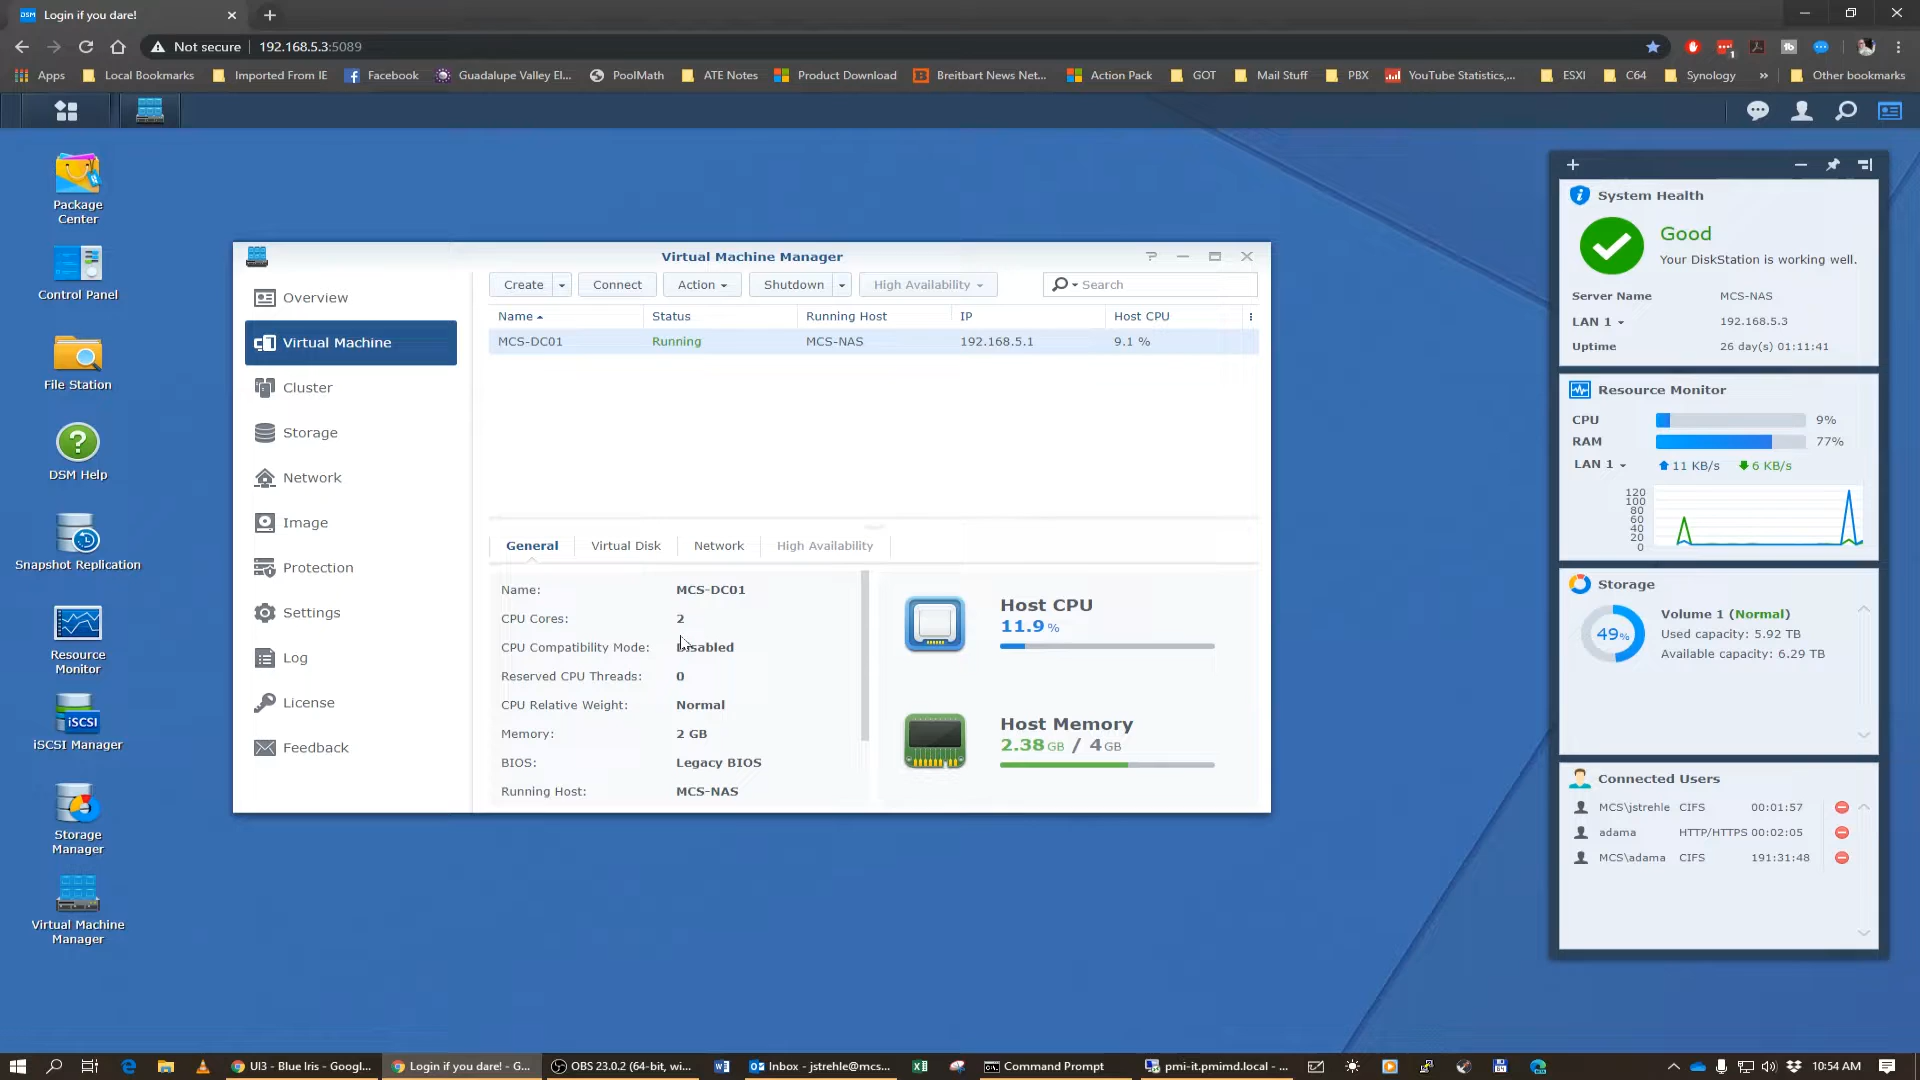 DSM Login if you dare!
Not secure 192.168.5.3:5089
Apps Local Bookmarks Imported From IE Facebook Guadalupe Valley El... PoolMath ATE Notes Product Download Breitbart News Net... Action Pack GOT Mail Stuff PBX YouTube Statistics,... ESXI C64 Synology » Other bookmarks
Package
Center
Control Panel
File Station
DSM Help
Snapshot Replication
Resource
Monitor
iSCSI
iSCSI Manager
Storage
Manager
Virtual Machine
Manager
Virtual Machine Manager
Overview
Virtual Machine
Cluster
Storage
Network
Image
Protection
Settings
Log
License
Feedback
Create Connect Action Shutdown High Availability Search
Name Status Running Host IP Host CPU
MCS-DC01 Running MCS-NAS 192.168.5.1 9.1 %
General Virtual Disk Network High Availability
Name: MCS-DC01
CPU Cores: 2
CPU Compatibility Mode: Disabled
Reserved CPU Threads: 0
CPU Relative Weight: Normal
Memory: 2 GB
BIOS: Legacy BIOS
Running Host: MCS-NAS
Host CPU
11.9 %
Host Memory
2.38 GB / 4 GB
System Health
Good
Your DiskStation is working well.
Server Name MCS-NAS
LAN 1 192.168.5.3
Uptime 26 day(s) 01:11:41
Resource Monitor
CPU 9%
RAM 77%
LAN 1 11 KB/s 6 KB/s
120
100
80
60
40
20
0
Storage
49%
Volume 1 (Normal)
Used capacity: 5.92 TB
Available capacity: 6.29 TB
Connected Users
MCS\jstrehle CIFS 00:01:57
adama HTTP/HTTPS 00:02:05
MCS\adama CIFS 191:31:48
UI3 - Blue Iris - Googl... Login if you dare! - G... OBS 23.0.2 (64-bit, wi... Inbox - jstrehle@mcs... Command Prompt pmi-it.pmimd.local - ... 10:54 AM